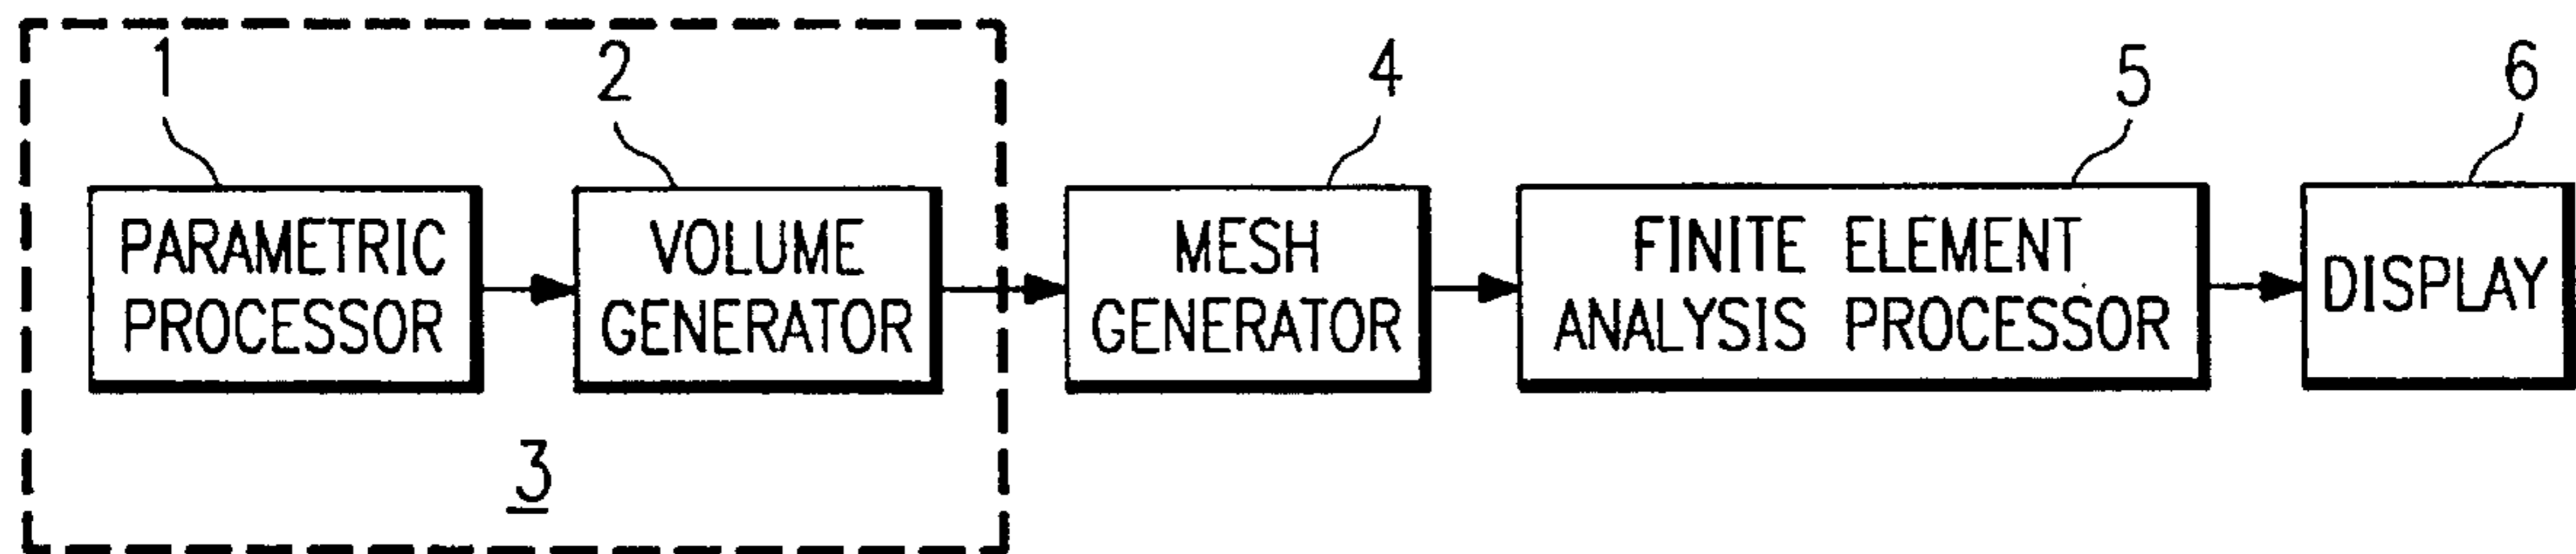 1
2
4
5
6
PARAMETRIC
PROCESSOR
VOLUME
GENERATOR
MESH
GENERATOR
FINITE ELEMENT
ANALYSIS PROCESSOR
DISPLAY
3